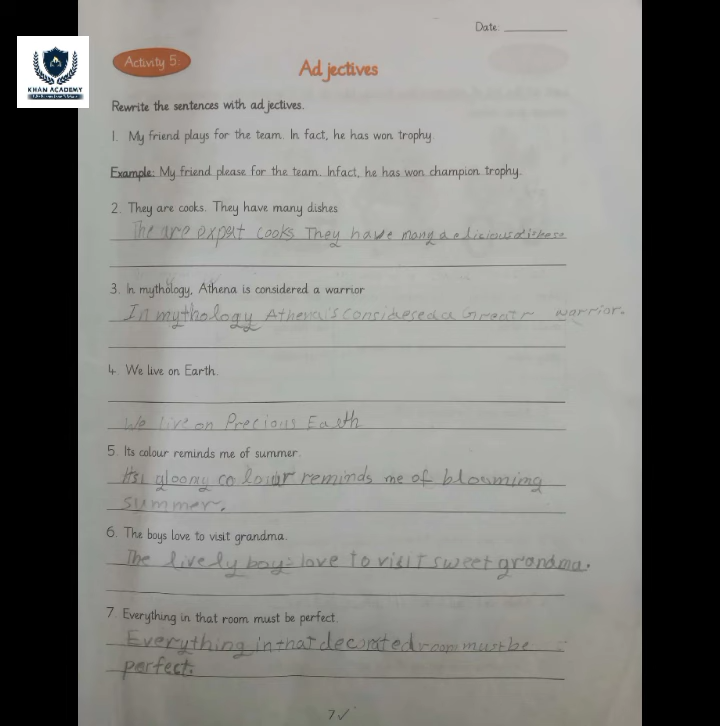 Date:
KHAN ACADEMY
Activity 5:
Adjectives
Rewrite the sentences with adjectives.
1. My friend plays for the team. In fact, he has won trophy
Example: My friend please for the team. Infact, he has won champion trophy.
2. They are cooks. They have many dishes
The are expert cooks They have many
3. In mythology, Athena is considered a warrior
In mythology Athena is considered a warrior.
4. We live on Earth.
We live on Precious Earth
5. Its colour reminds me of summer.
gloomy colour reminds me of blooming
summer.
6. The boys love to visit grandma.
The lively boy love to visit sweet grandma.
7. Everything in that room must be perfect.
Everything in that decorated room must be
perfect.
7